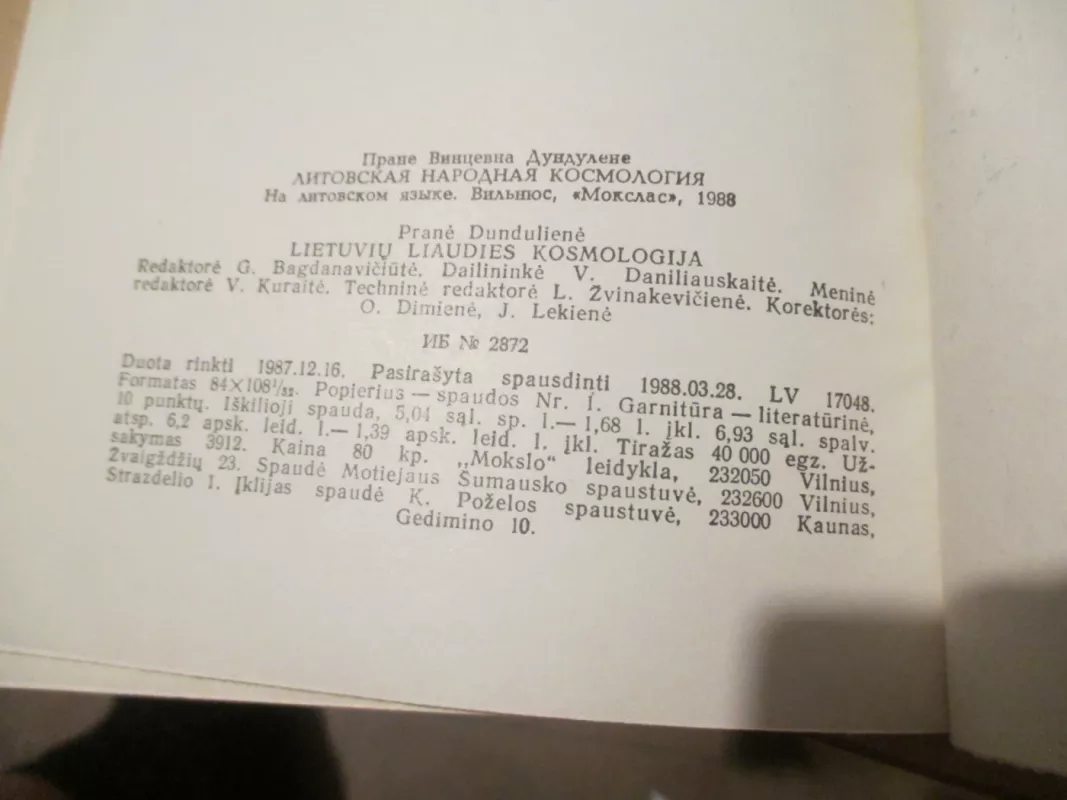 Пране Винцевна Дундулене
ЛИТОВСКАЯ НАРОДНАЯ КОСМОЛОГИЯ
На литовском языке. Вильнюс, «Мокслас», 1988
Pranė Dundulienė
LIETUVIŲ LIAUDIES KOSMOLOGIJA
Redaktorė G. Bagdanavičiūtė. Dailininkė V. Daniliauskaitė. Meninė
redaktorė V. Kuraitė. Techninė redaktorė L. Žvinakevičienė. Korektorės:
O. Dimienė, J. Lekienė
ИБ № 2872
Duota rinkti 1987.12.16. Pasirašyta spausdinti 1988.03.28. LV 17048.
Formatas 84×108¹/₃₂. Popierius — spaudos Nr. 1. Garnitūra — literatūrinė,
10 punktų. Iškilioji spauda, 5,04 sąl. sp. l.— 1,68 l. įkl. 6,93 sąl. spalv.
atsp. 6,2 apsk. leid. l.— 1,39 apsk. leid. l. įkl. Tiražas 40 000 egz. Už-
sakymas 3912. Kaina 80 kp. „Mokslo“ leidykla, 232050 Vilnius,
Žvaigždžių 23. Spaudė Motiejaus Šumausko spaustuvė, 232600 Vilnius,
Strazdelio 1. Įklijas spaudė K. Poželos spaustuvė, 233000 Kaunas,
Gedimino 10.